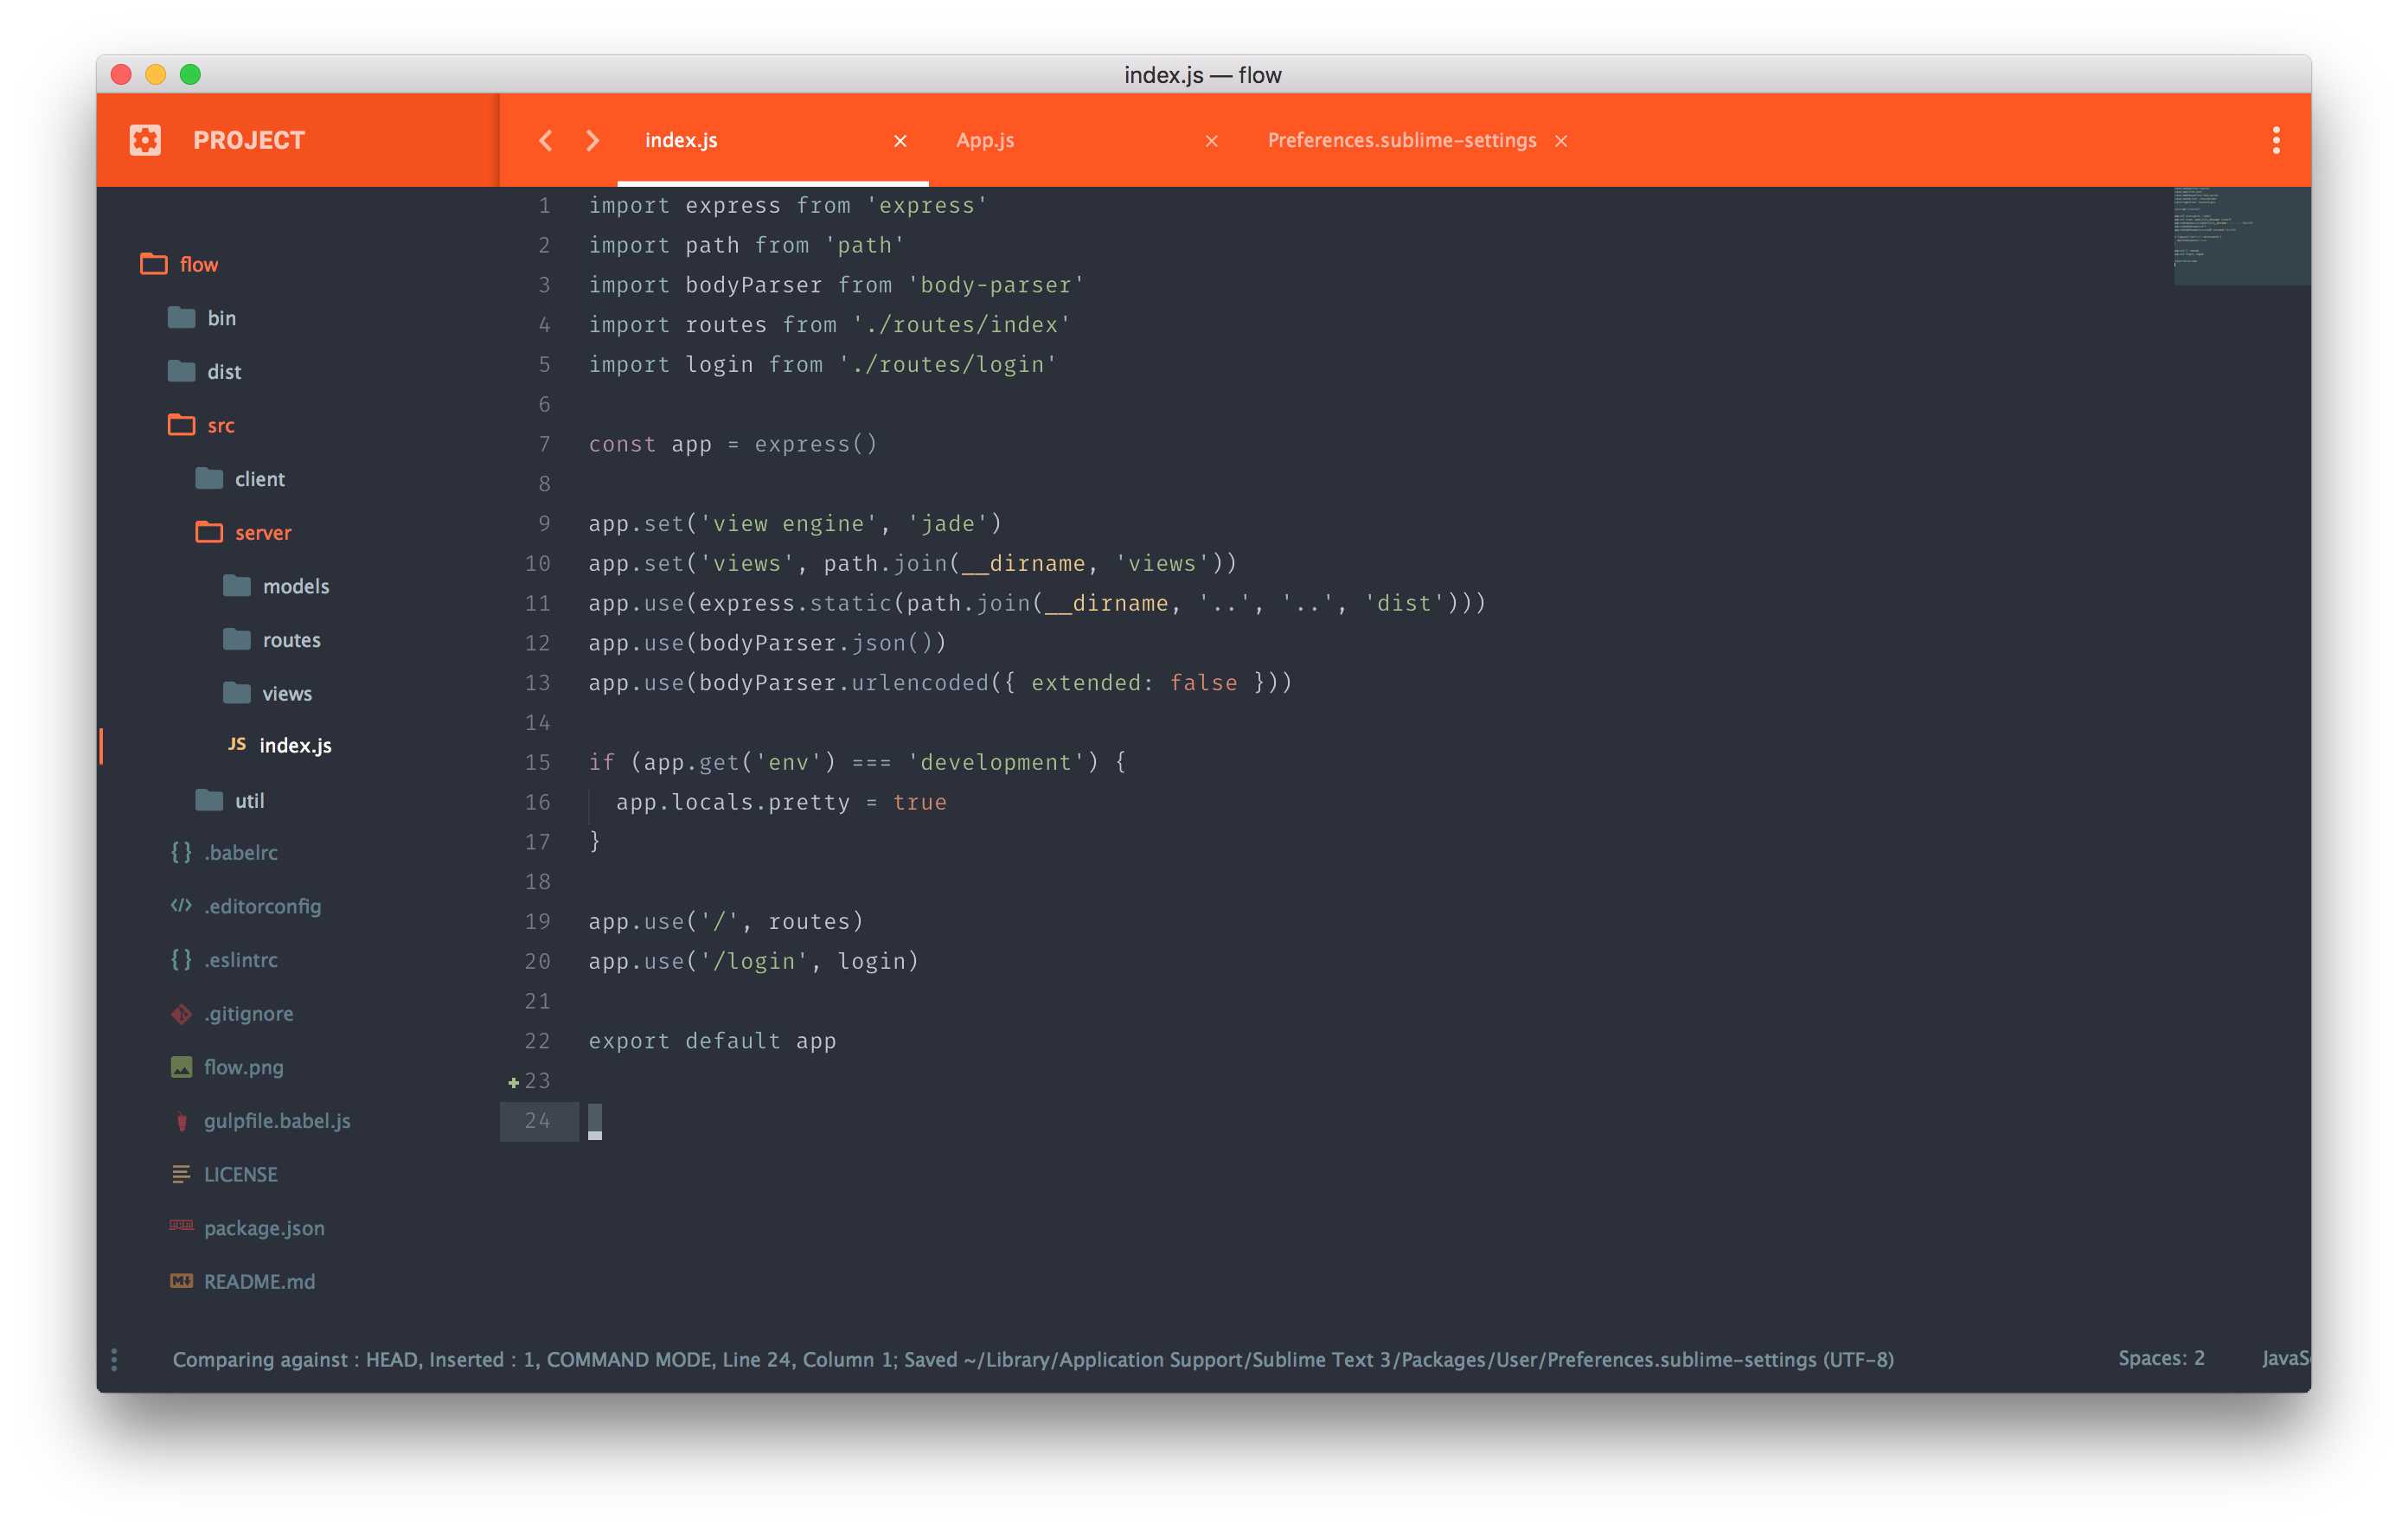 index.js — flow
PROJECT
index.js
App.js
Preferences.sublime-settings
flow
bin
dist
src
client
server
models
routes
views
JS index.js
util
{} .babelrc
</> .editorconfig
{} .eslintrc
.gitignore
flow.png
gulpfile.babel.js
LICENSE
package.json
M README.md
1 import express from 'express'
2 import path from 'path'
3 import bodyParser from 'body-parser'
4 import routes from './routes/index'
5 import login from './routes/login'
6
7 const app = express()
8
9 app.set('view engine', 'jade')
10 app.set('views', path.join(__dirname, 'views'))
11 app.use(express.static(path.join(__dirname, '..', '..', 'dist')))
12 app.use(bodyParser.json())
13 app.use(bodyParser.urlencoded({ extended: false }))
14
15 if (app.get('env') === 'development') {
16   app.locals.pretty = true
17 }
18
19 app.use('/', routes)
20 app.use('/login', login)
21
22 export default app
+ 23
24
Comparing against : HEAD, Inserted : 1, COMMAND MODE, Line 24, Column 1; Saved ~/Library/Application Support/Sublime Text 3/Packages/User/Preferences.sublime-settings (UTF-8)
Spaces: 2
JavaS